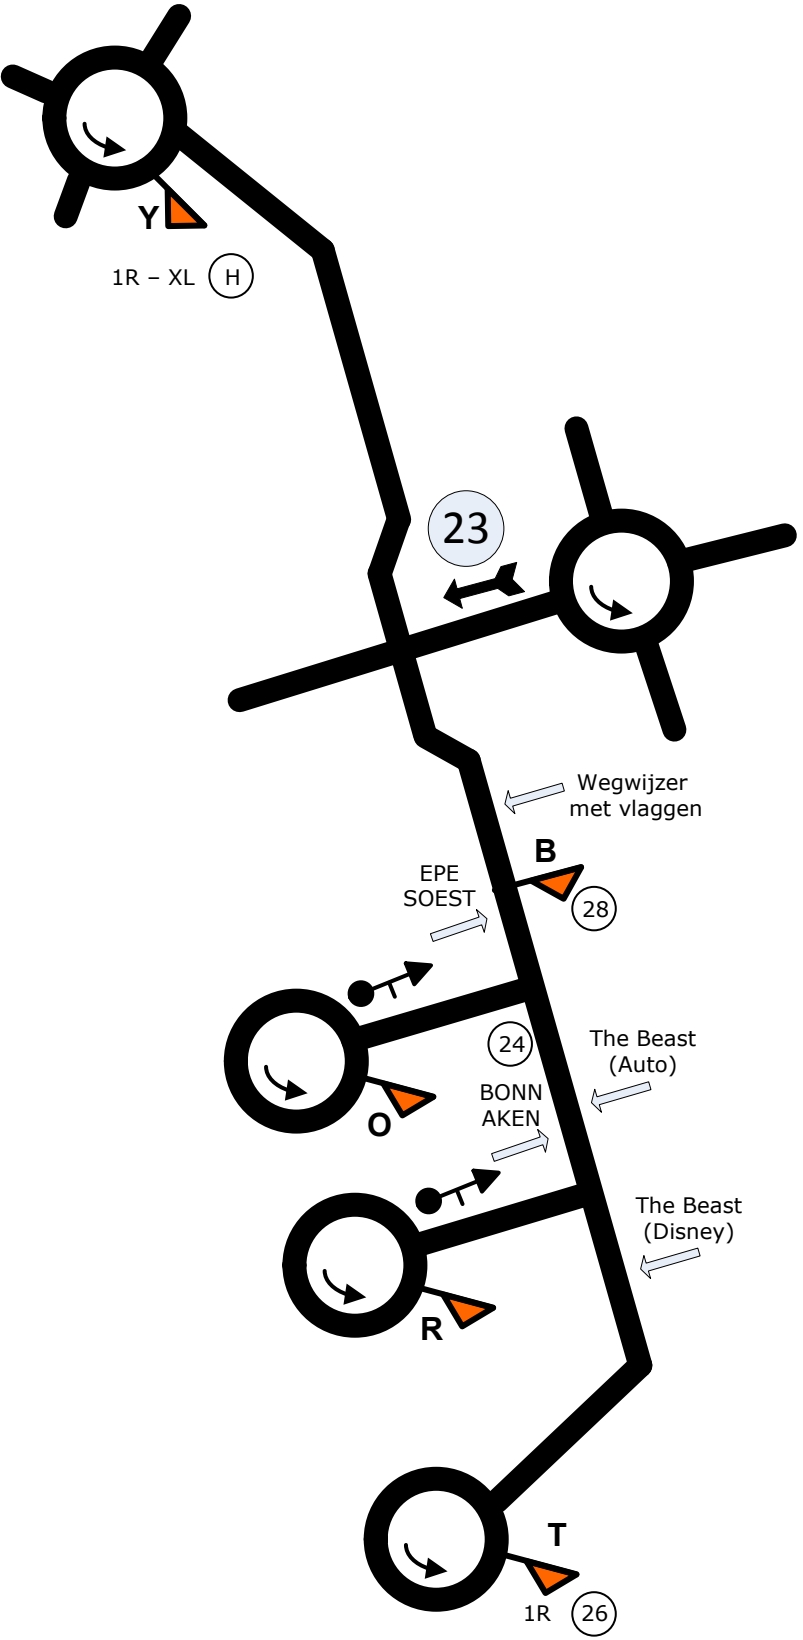 Y
1R – XL H
23
Wegwijzer
met vlaggen
B
EPE
SOEST
28
24
The Beast
(Auto)
BONN
AKEN
O
The Beast
(Disney)
R
T
1R 26